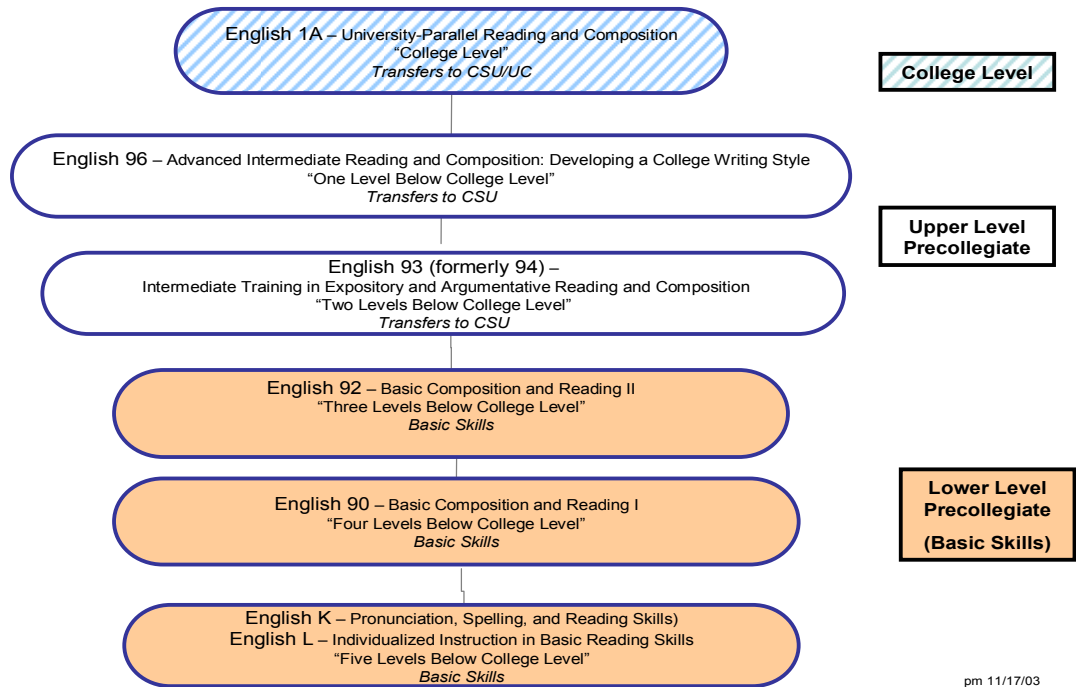 English 1A – University-Parallel Reading and Composition
“College Level”
Transfers to CSU/UC
College Level
English 96 – Advanced Intermediate Reading and Composition: Developing a College Writing Style
“One Level Below College Level”
Transfers to CSU
Upper Level
Precollegiate
English 93 (formerly 94) –
Intermediate Training in Expository and Argumentative Reading and Composition
“Two Levels Below College Level”
Transfers to CSU
English 92 – Basic Composition and Reading II
“Three Levels Below College Level”
Basic Skills
English 90 – Basic Composition and Reading I
“Four Levels Below College Level”
Basic Skills
Lower Level
Precollegiate
(Basic Skills)
English K – Pronunciation, Spelling, and Reading Skills)
English L – Individualized Instruction in Basic Reading Skills
“Five Levels Below College Level”
Basic Skills
pm 11/17/03